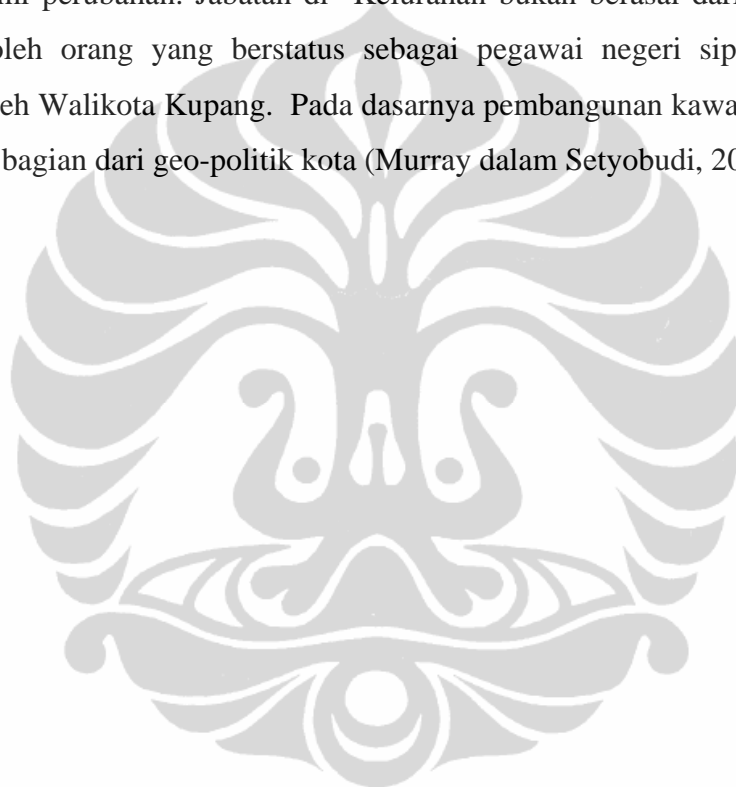 perubahan. Jabatan di Kelurahan bukan berasal dari
oleh orang yang berstatus sebagai pegawai negeri sip
eh Walikota Kupang. Pada dasarnya pembangunan kawa
bagian dari geo-politik kota (Murray dalam Setyobudi, 20